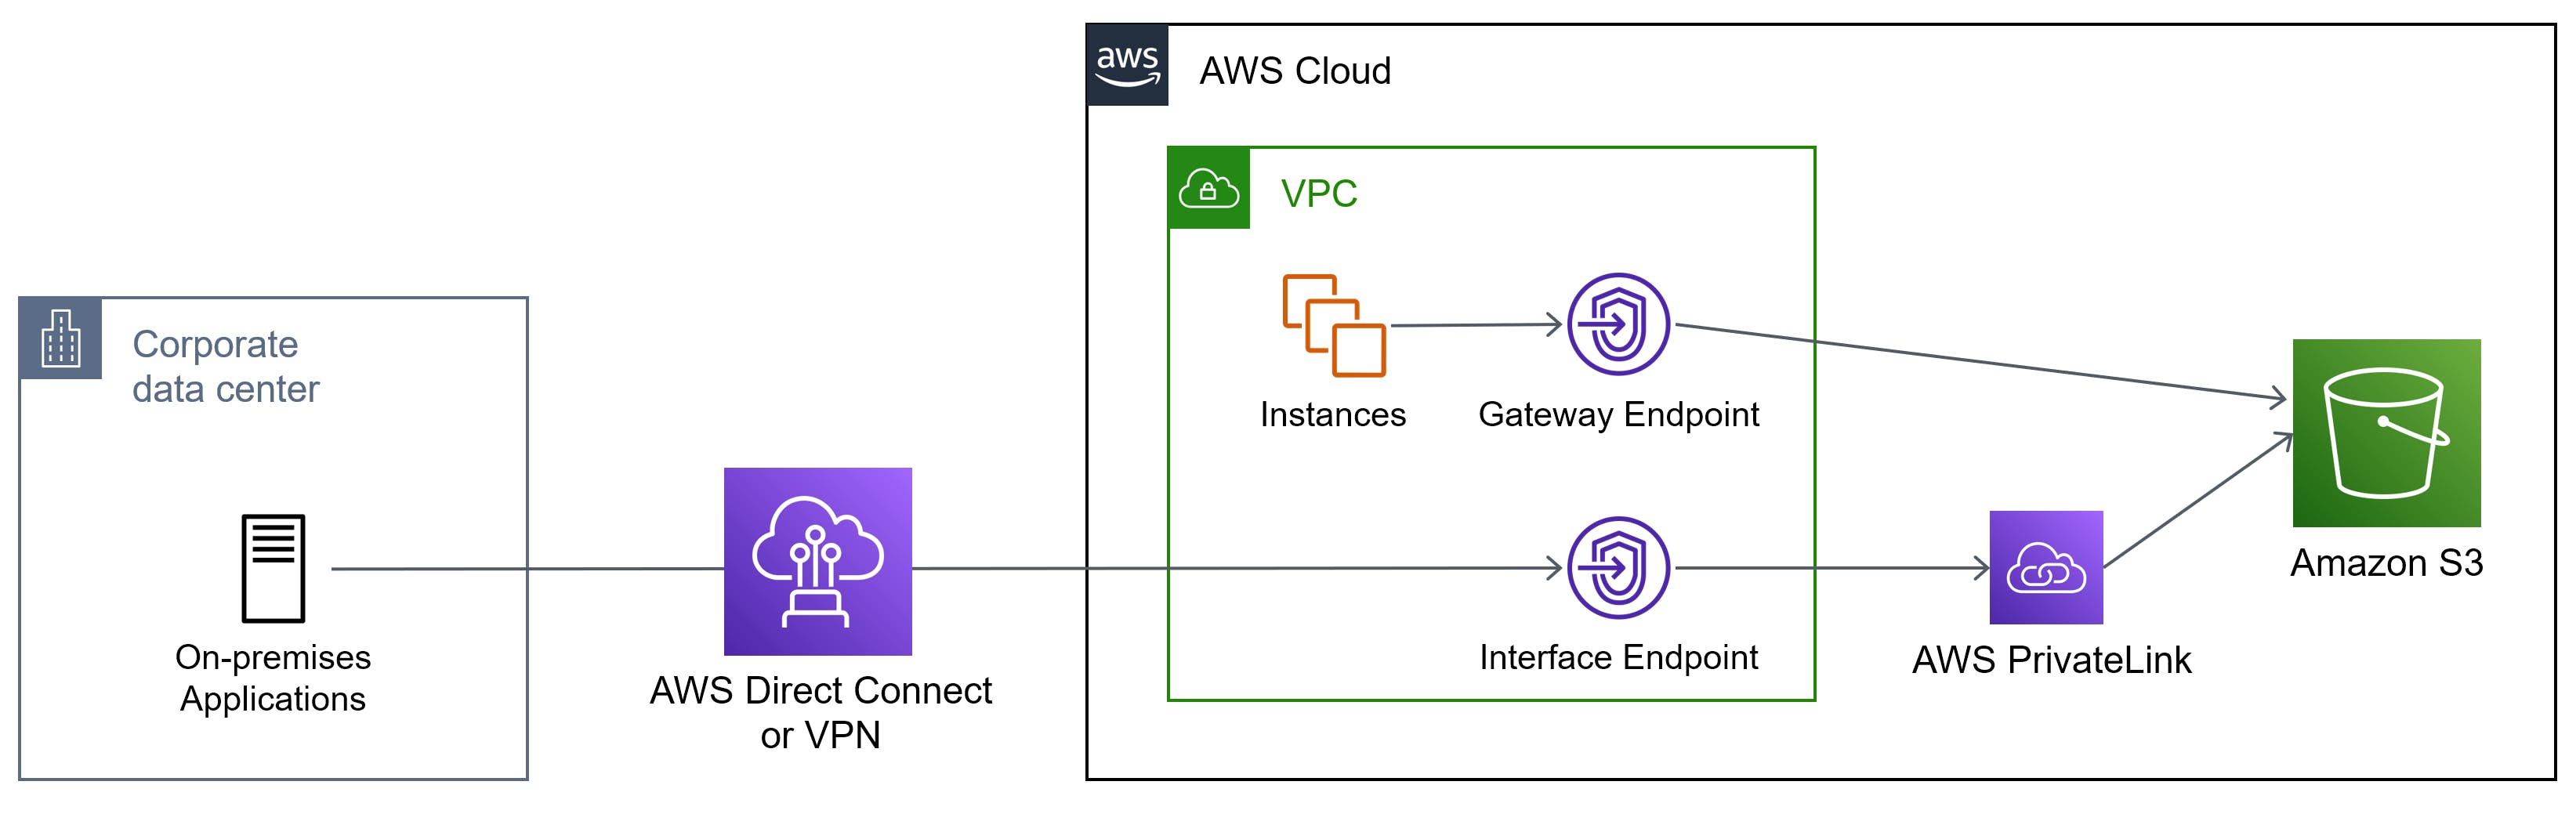 aws
AWS Cloud
VPC
Corporate
data center
Instances
Gateway Endpoint
On-premises
Applications
AWS Direct Connect
or VPN
Interface Endpoint
AWS PrivateLink
Amazon S3